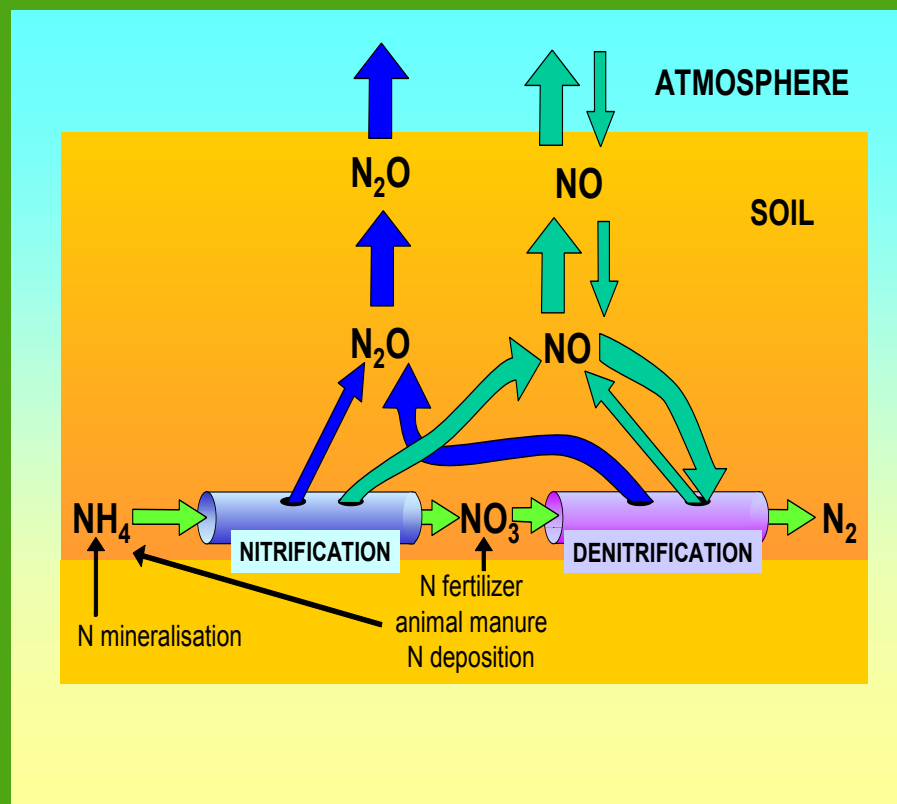 ATMOSPHERE
N₂O
NO
SOIL
N₂O
NO
NH₄
NO₃
N₂
NITRIFICATION
DENITRIFICATION
N fertilizer
animal manure
N deposition
N mineralisation